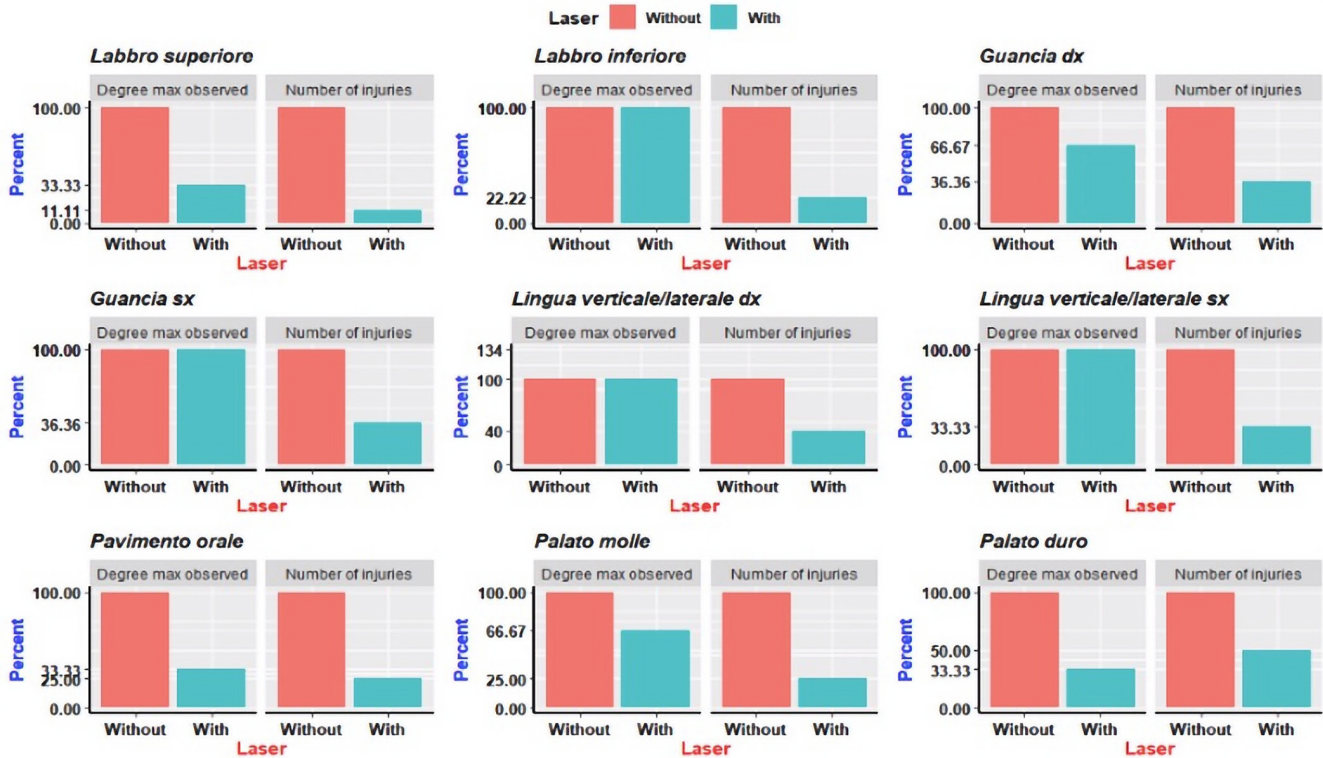 Laser Without With
Labbro superiore
Degree max observed Number of injuries
100.00
33.33
11.11
0.00
Percent
Without With Without With
Laser
Labbro inferiore
Degree max observed Number of injuries
100.00
22.22
0.00
Percent
Without With Without With
Laser
Guancia dx
Degree max observed Number of injuries
100.00
66.67
36.36
0.00
Percent
Without With Without With
Laser
Guancia sx
Degree max observed Number of injuries
100.00
36.36
0.00
Percent
Without With Without With
Laser
Lingua verticale/laterale dx
Degree max observed Number of injuries
134
100
40
0
Percent
Without With Without With
Laser
Lingua verticale/laterale sx
Degree max observed Number of injuries
100.00
33.33
0.00
Percent
Without With Without With
Laser
Pavimento orale
Degree max observed Number of injuries
100.00
33.33
25.00
0.00
Percent
Without With Without With
Laser
Palato molle
Degree max observed Number of injuries
100.00
66.67
25.00
0.00
Percent
Without With Without With
Laser
Palato duro
Degree max observed Number of injuries
100.00
50.00
33.33
0.00
Percent
Without With Without With
Laser